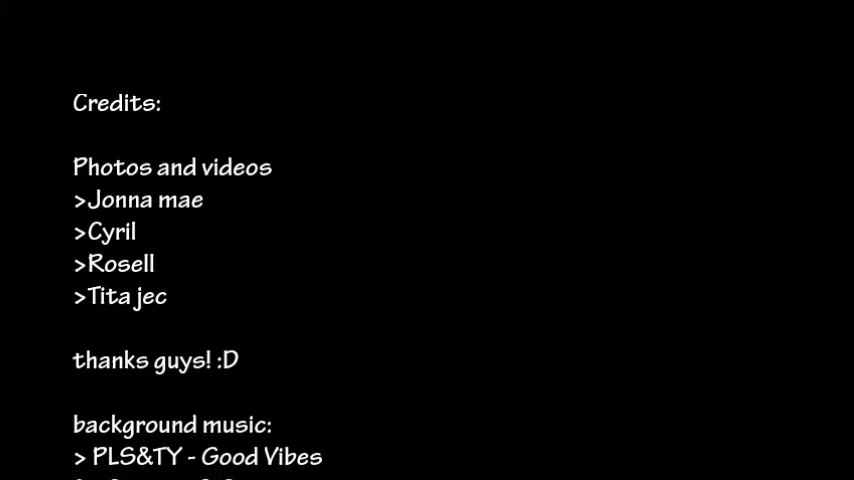 Credits:
Photos and videos
>Jonna mae
>Cyril
>Rosell
>Tita jec
thanks guys! :D
background music:
> PLS&TY - Good Vibes